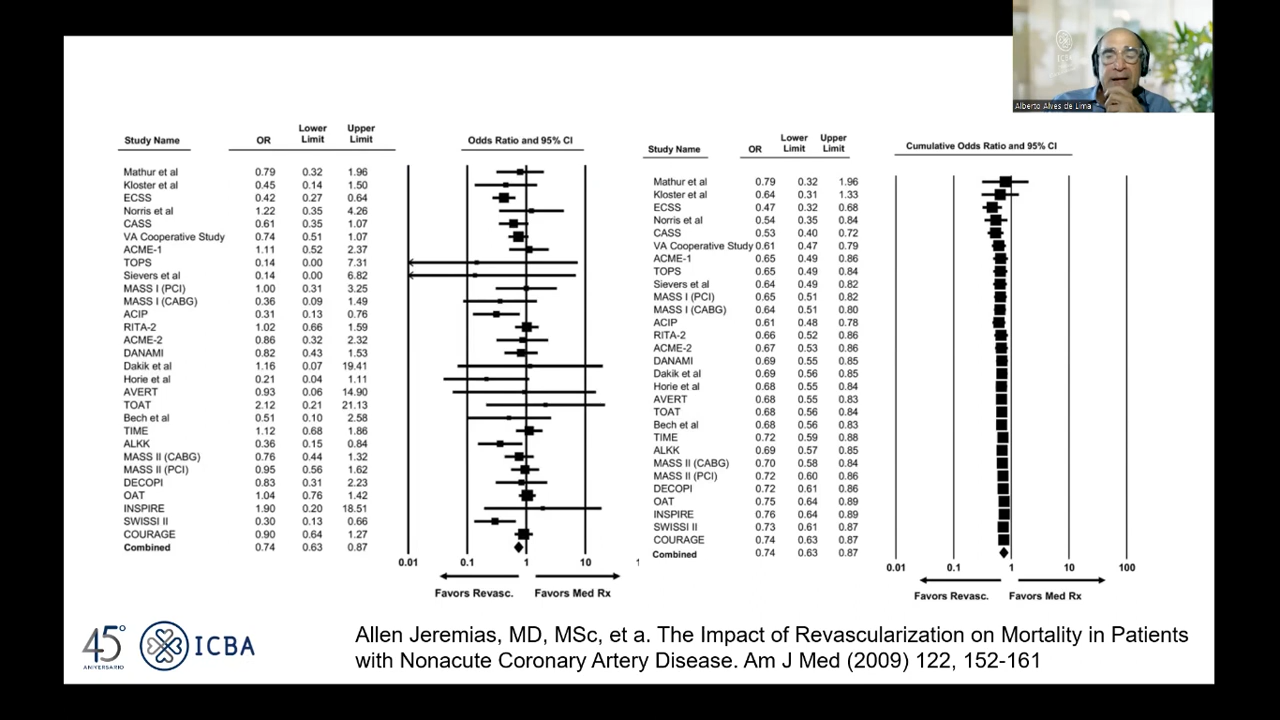 Alberto Alves de Lima
Study Name OR Lower Limit Upper Limit Odds Ratio and 95% CI
Mathur et al 0.79 0.32 1.96
Kloster et al 0.45 0.14 1.50
ECSS 0.42 0.27 0.64
Norris et al 1.22 0.35 4.26
CASS 0.61 0.35 1.07
VA Cooperative Study 0.74 0.51 1.07
ACME-1 1.11 0.52 2.37
TOPS 0.14 0.00 7.31
Sievers et al 0.14 0.00 6.82
MASS I (PCI) 1.00 0.31 3.25
MASS I (CABG) 0.36 0.09 1.49
ACIP 0.31 0.13 0.76
RITA-2 1.02 0.66 1.59
ACME-2 0.86 0.32 2.32
DANAMI 0.82 0.43 1.53
Dakik et al 1.16 0.07 19.41
Horie et al 0.21 0.04 1.11
AVERT 0.93 0.06 14.90
TOAT 2.12 0.21 21.13
Bech et al 0.51 0.10 2.58
TIME 1.12 0.68 1.86
ALKK 0.36 0.15 0.84
MASS II (CABG) 0.76 0.44 1.32
MASS II (PCI) 0.95 0.56 1.62
DECOPI 0.83 0.31 2.23
OAT 1.04 0.76 1.42
INSPIRE 1.90 0.20 18.51
SWISSI II 0.30 0.13 0.66
COURAGE 0.90 0.64 1.27
Combined 0.74 0.63 0.87
0.01 0.1 1 10 1
Favors Revasc. Favors Med Rx
Study Name OR Lower Limit Upper Limit Cumulative Odds Ratio and 95% CI
Mathur et al 0.79 0.32 1.96
Kloster et al 0.64 0.31 1.33
ECSS 0.47 0.32 0.68
Norris et al 0.54 0.35 0.84
CASS 0.53 0.40 0.72
VA Cooperative Study 0.61 0.47 0.79
ACME-1 0.65 0.49 0.86
TOPS 0.65 0.49 0.84
Sievers et al 0.64 0.49 0.82
MASS I (PCI) 0.65 0.51 0.82
MASS I (CABG) 0.64 0.51 0.80
ACIP 0.61 0.48 0.78
RITA-2 0.66 0.52 0.86
ACME-2 0.67 0.53 0.86
DANAMI 0.69 0.55 0.85
Dakik et al 0.69 0.56 0.85
Horie et al 0.68 0.55 0.84
AVERT 0.68 0.55 0.83
TOAT 0.68 0.56 0.84
Bech et al 0.68 0.56 0.83
TIME 0.72 0.59 0.88
ALKK 0.69 0.57 0.85
MASS II (CABG) 0.70 0.58 0.84
MASS II (PCI) 0.72 0.60 0.86
DECOPI 0.72 0.61 0.86
OAT 0.75 0.64 0.89
INSPIRE 0.76 0.64 0.89
SWISSI II 0.73 0.61 0.87
COURAGE 0.74 0.63 0.87
Combined 0.74 0.63 0.87
0.01 0.1 1 10 100
Favors Revasc. Favors Med Rx
45°
ANIVERSARIO
ICBA
Allen Jeremias, MD, MSc, et a. The Impact of Revascularization on Mortality in Patients
with Nonacute Coronary Artery Disease. Am J Med (2009) 122, 152-161